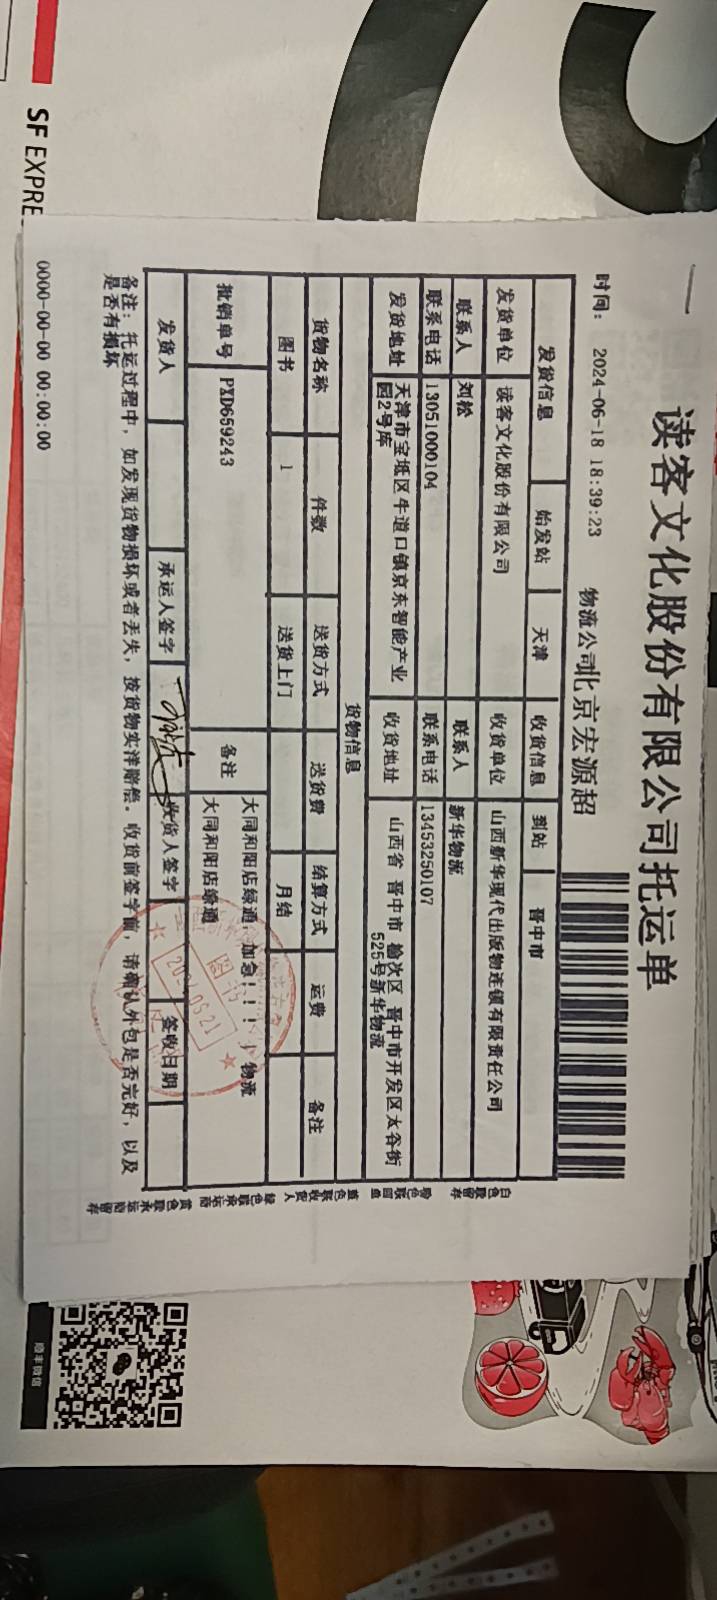 SF EXPRE
读客文化股份有限公司托运单
时间： 2024-06-18 18:39:23 物流公司北京宏源超
发货信息 始发站 天津 收货信息 到站 晋中市
发货单位 读客文化股份有限公司 收货单位 山西新华现代出版物连锁有限责任公司
联系人 刘松 联系人 新华物流
联系电话 13051000104 联系电话 13453250107
发货地址 天津市宝坻区牛道口镇京东智能产业园2号库 收货地址 山西省 晋中市 榆次区 晋中市开发区太谷街525号新华物流
货物信息
货物名称 件数 送货方式 送货费 结算方式 运费 备注
图书 1 送货上门 月结
批销单号 PXD659243 备注 大同和阳店绿通，加急！！！ 物流
大同和阳店绿通
发货人 承运人签字 收货人签字 签收日期
备注：托运过程中，如发现货物损坏或者丢失，按货物实洋赔偿。收货前签字前，请确认外包是否完好，以及
是否有损坏
0000-00-00 00:00:00
2024.06.21
顺丰微信